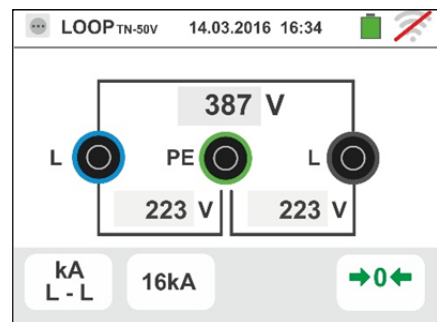 LOOP TN-50V 14.03.2016 16:34
387 V
L PE L
223 V 223 V
kA
L - L
16kA
→0←